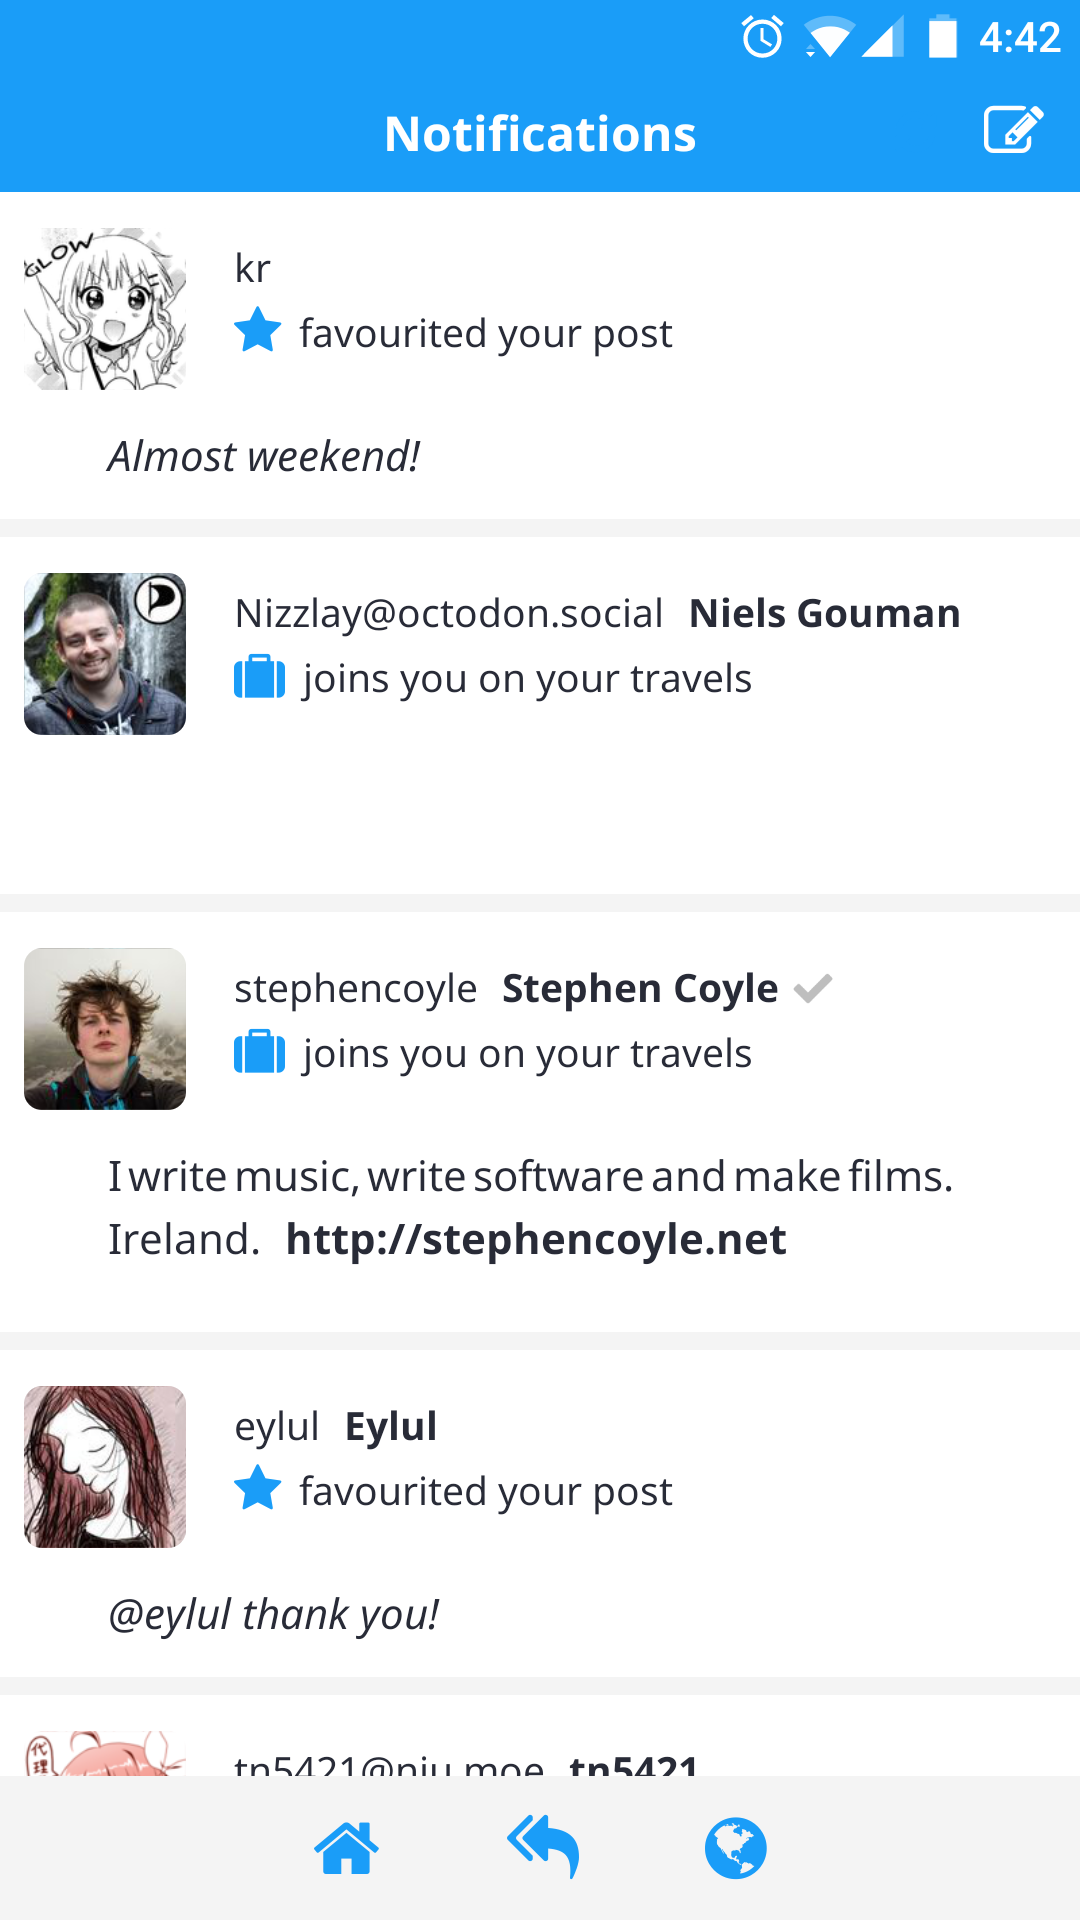 4:42
Notifications
GLOW
kr
favourited your post
Almost weekend!
Nizzlay@octodon.social Niels Gouman
joins you on your travels
stephencoyle Stephen Coyle
joins you on your travels
I write music, write software and make films.
Ireland. http://stephencoyle.net
eylul Eylul
favourited your post
@eylul thank you!
代理
tn5421@niu.moe tn5421